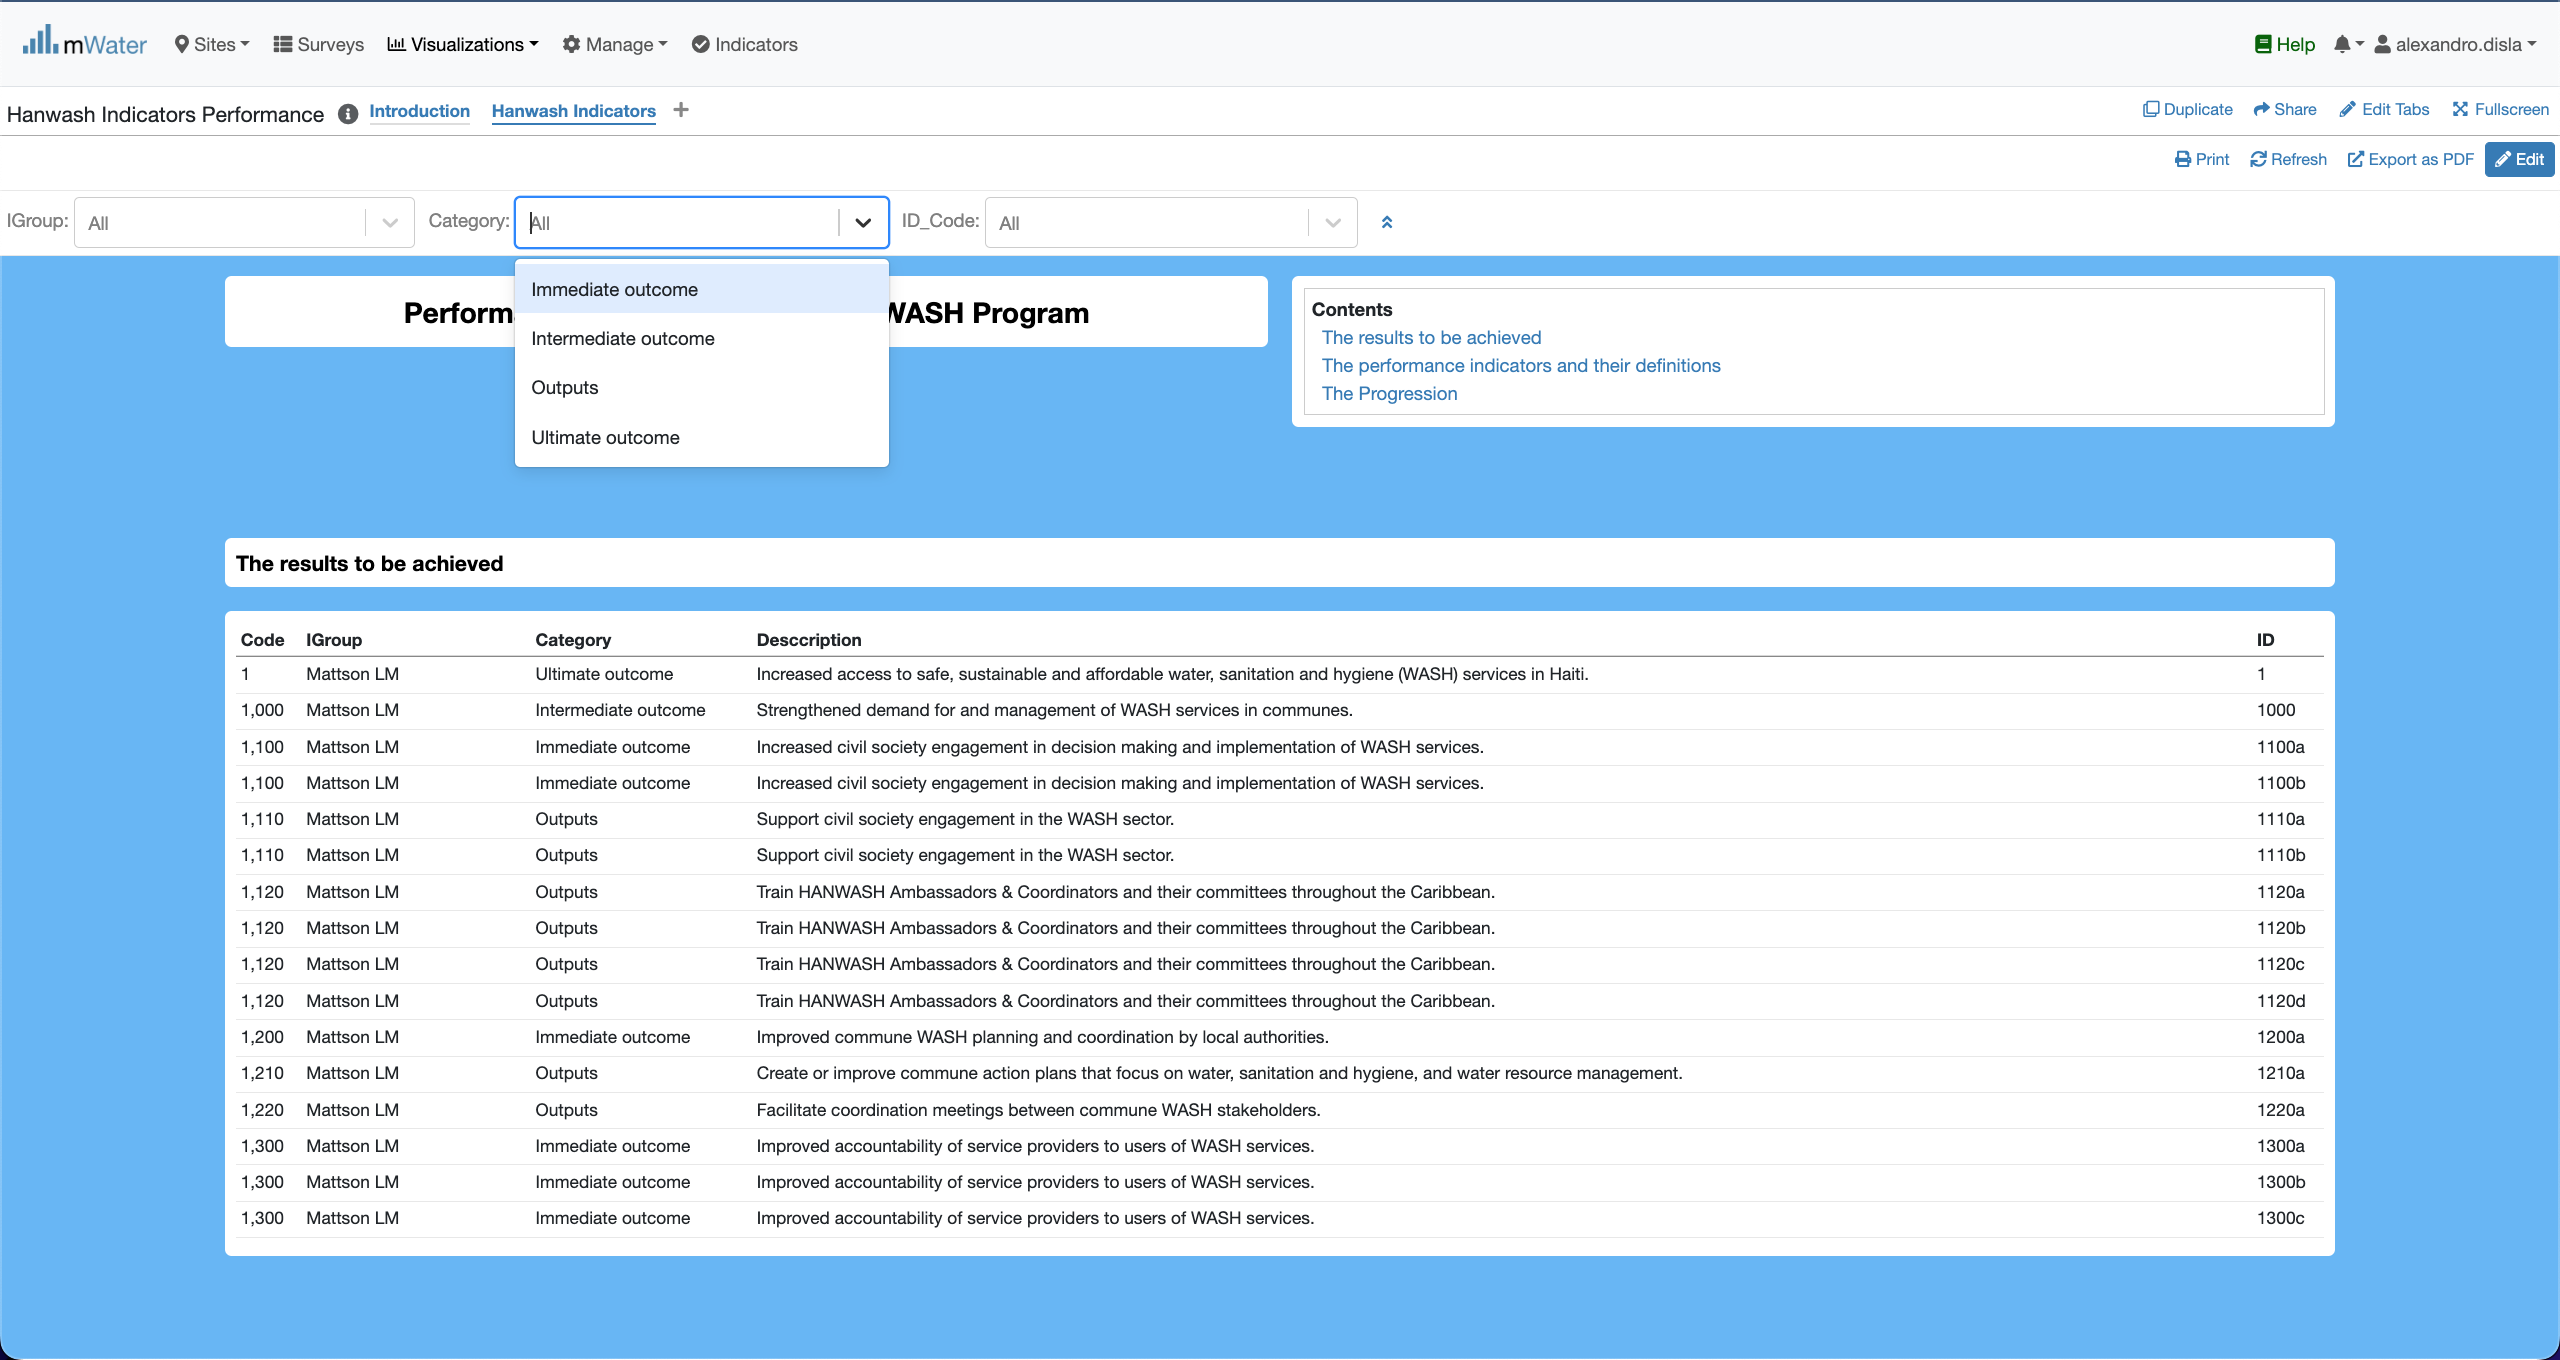 mWater Sites Surveys Visualizations Manage Indicators Help alexandro.disla
Hanwash Indicators Performance Introduction Hanwash Indicators + Duplicate Share Edit Tabs Fullscreen
Print Refresh Export as PDF Edit
IGroup: All Category: All ID_Code: All
Immediate outcome
Intermediate outcome
Outputs
Ultimate outcome
Perform WASH Program
Contents
The results to be achieved
The performance indicators and their definitions
The Progression
The results to be achieved
Code IGroup Category Desccription ID
1 Mattson LM Ultimate outcome Increased access to safe, sustainable and affordable water, sanitation and hygiene (WASH) services in Haiti. 1
1,000 Mattson LM Intermediate outcome Strengthened demand for and management of WASH services in communes. 1000
1,100 Mattson LM Immediate outcome Increased civil society engagement in decision making and implementation of WASH services. 1100a
1,100 Mattson LM Immediate outcome Increased civil society engagement in decision making and implementation of WASH services. 1100b
1,110 Mattson LM Outputs Support civil society engagement in the WASH sector. 1110a
1,110 Mattson LM Outputs Support civil society engagement in the WASH sector. 1110b
1,120 Mattson LM Outputs Train HANWASH Ambassadors & Coordinators and their committees throughout the Caribbean. 1120a
1,120 Mattson LM Outputs Train HANWASH Ambassadors & Coordinators and their committees throughout the Caribbean. 1120b
1,120 Mattson LM Outputs Train HANWASH Ambassadors & Coordinators and their committees throughout the Caribbean. 1120c
1,120 Mattson LM Outputs Train HANWASH Ambassadors & Coordinators and their committees throughout the Caribbean. 1120d
1,200 Mattson LM Immediate outcome Improved commune WASH planning and coordination by local authorities. 1200a
1,210 Mattson LM Outputs Create or improve commune action plans that focus on water, sanitation and hygiene, and water resource management. 1210a
1,220 Mattson LM Outputs Facilitate coordination meetings between commune WASH stakeholders. 1220a
1,300 Mattson LM Immediate outcome Improved accountability of service providers to users of WASH services. 1300a
1,300 Mattson LM Immediate outcome Improved accountability of service providers to users of WASH services. 1300b
1,300 Mattson LM Immediate outcome Improved accountability of service providers to users of WASH services. 1300c